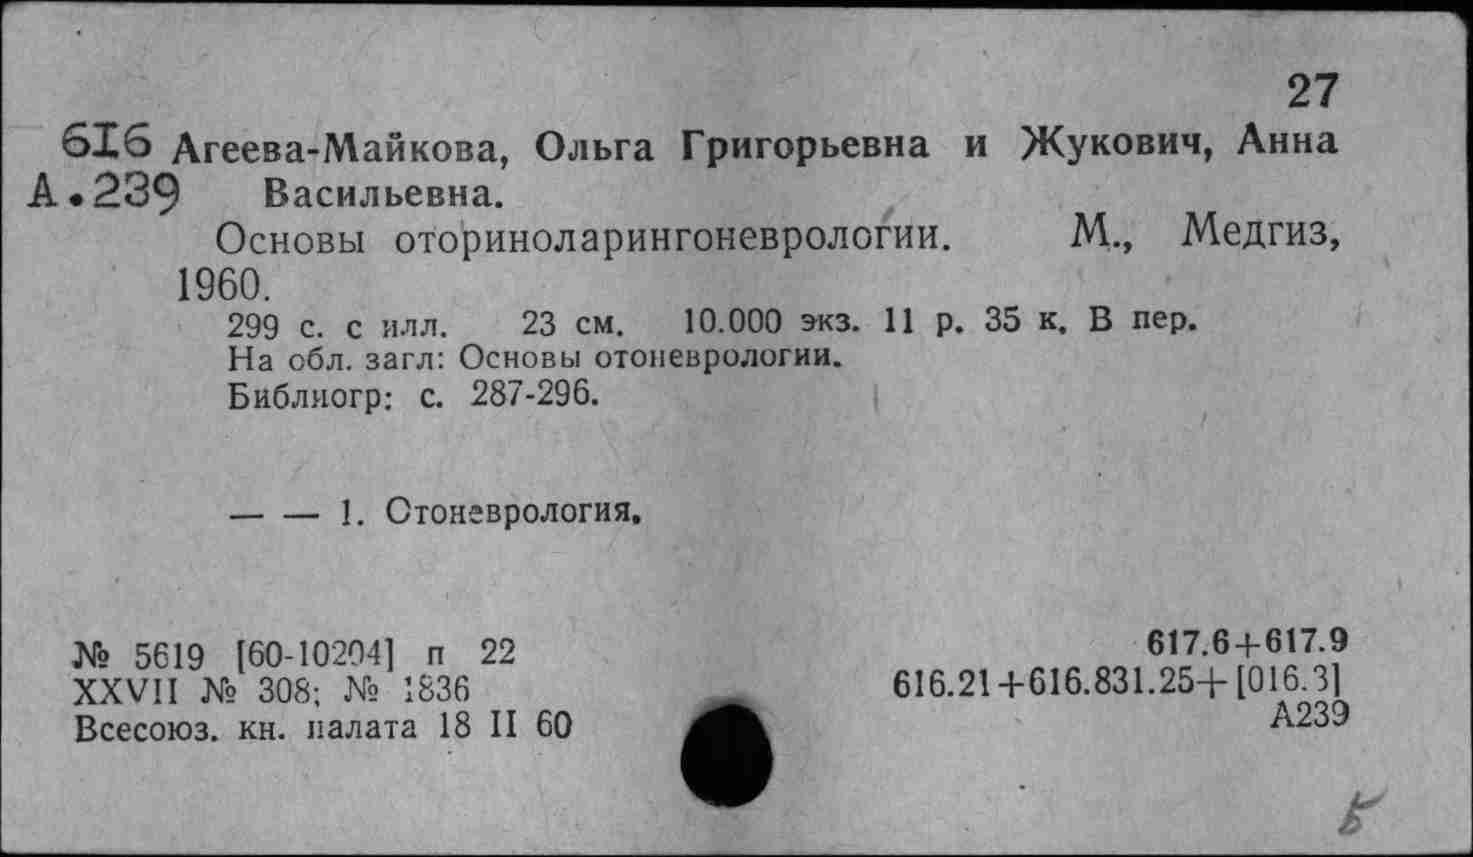 27
616 Агеева-Майкова, Ольга Григорьевна и Жукович, Анна
А.239 Васильевна.
Основы оториноларингоневрологии. М., Медгиз,
1960.
299 с. с илл. 23 см. 10.000 экз. 11 р. 35 к. В пер.
На обл. загл: Основы отоневрологии.
Библиогр: с. 287-296.
— — 1. Отоневрология.
№ 5619 [60-10204] п 22
XXVII № 308; № 1836
Всесоюз. кн. палата 18 II 60
617.6+617.9
616.21+616.831.25+[016.3]
А239
Б